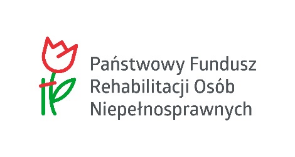 Państwowy Fundusz
Rehabilitacji Osób
Niepełnosprawnych